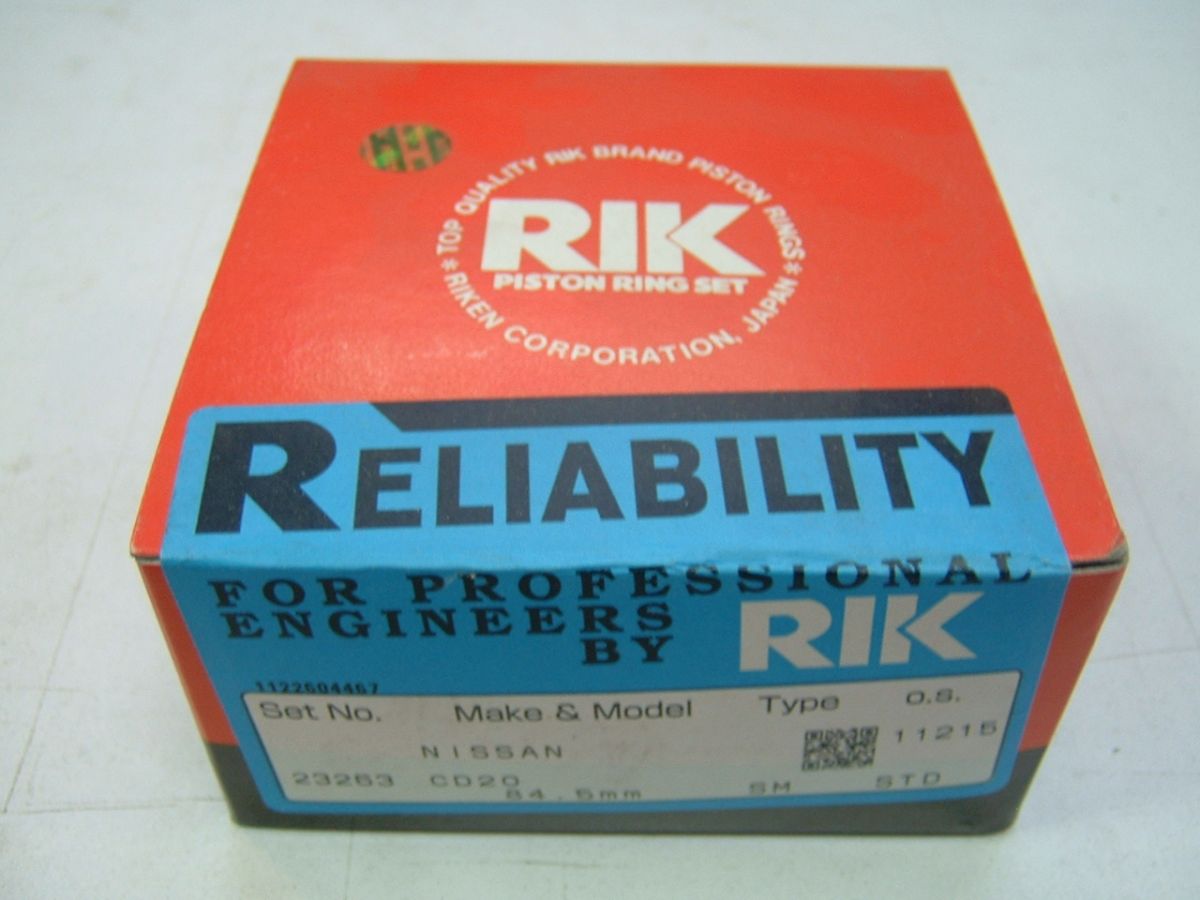 TOP QUALITY RIK BRAND PISTON RINGS
RIK
PISTON RING SET
* RIKEN CORPORATION, JAPAN *
RELIABILITY
FOR PROFESSIONAL
ENGINEERS
BY RIK
1122604467
Set No. Make & Model Type O.S.
NISSAN 11215
23263 CD20 SM STD
84.5mm